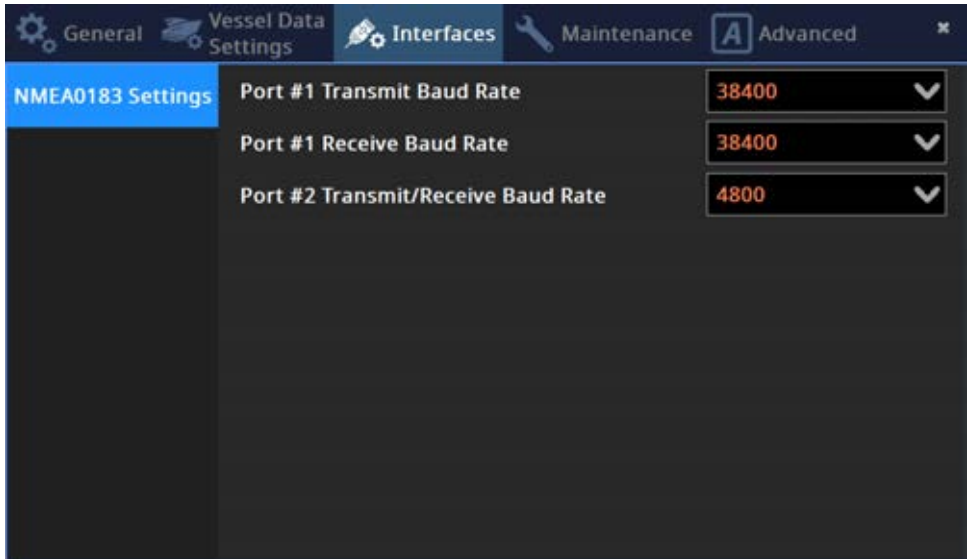 General
Vessel Data
Settings
Interfaces
Maintenance
A Advanced
NMEA0183 Settings
Port #1 Transmit Baud Rate
38400
Port #1 Receive Baud Rate
38400
Port #2 Transmit/Receive Baud Rate
4800